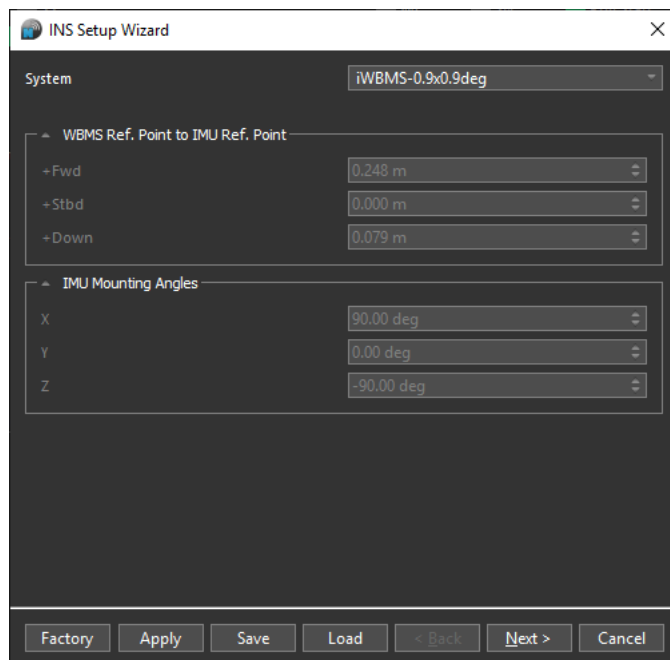 INS Setup Wizard
System iWBMS-0.9x0.9deg
WBMS Ref. Point to IMU Ref. Point
+Fwd 0.248 m
+Stbd 0.000 m
+Down 0.079 m
IMU Mounting Angles
X 90.00 deg
Y 0.00 deg
Z -90.00 deg
Factory Apply Save Load < Back Next > Cancel